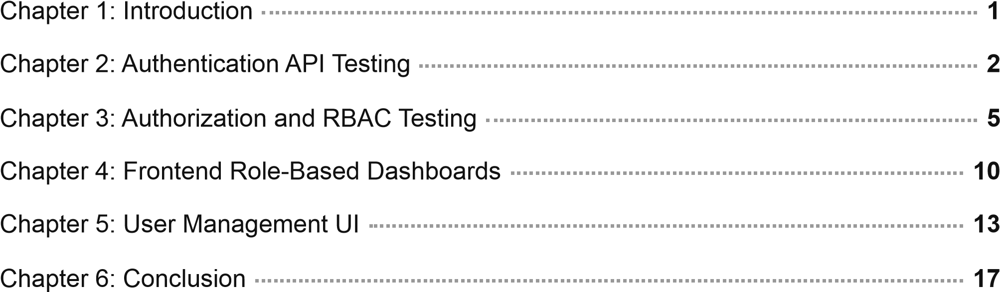 Chapter 1: Introduction 1
Chapter 2: Authentication API Testing 2
Chapter 3: Authorization and RBAC Testing 5
Chapter 4: Frontend Role-Based Dashboards 10
Chapter 5: User Management UI 13
Chapter 6: Conclusion 17